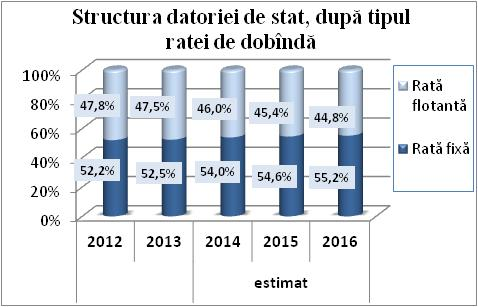 Structura datoriei de stat, după tipul
ratei de dobîndă
100%
80%
60%
40%
20%
0%
47,8% 47,5% 46,0% 45,4% 44,8%
52,2% 52,5% 54,0% 54,6% 55,2%
2012 2013 2014 2015 2016
estimat
Rată
flotantă
Rată fixă